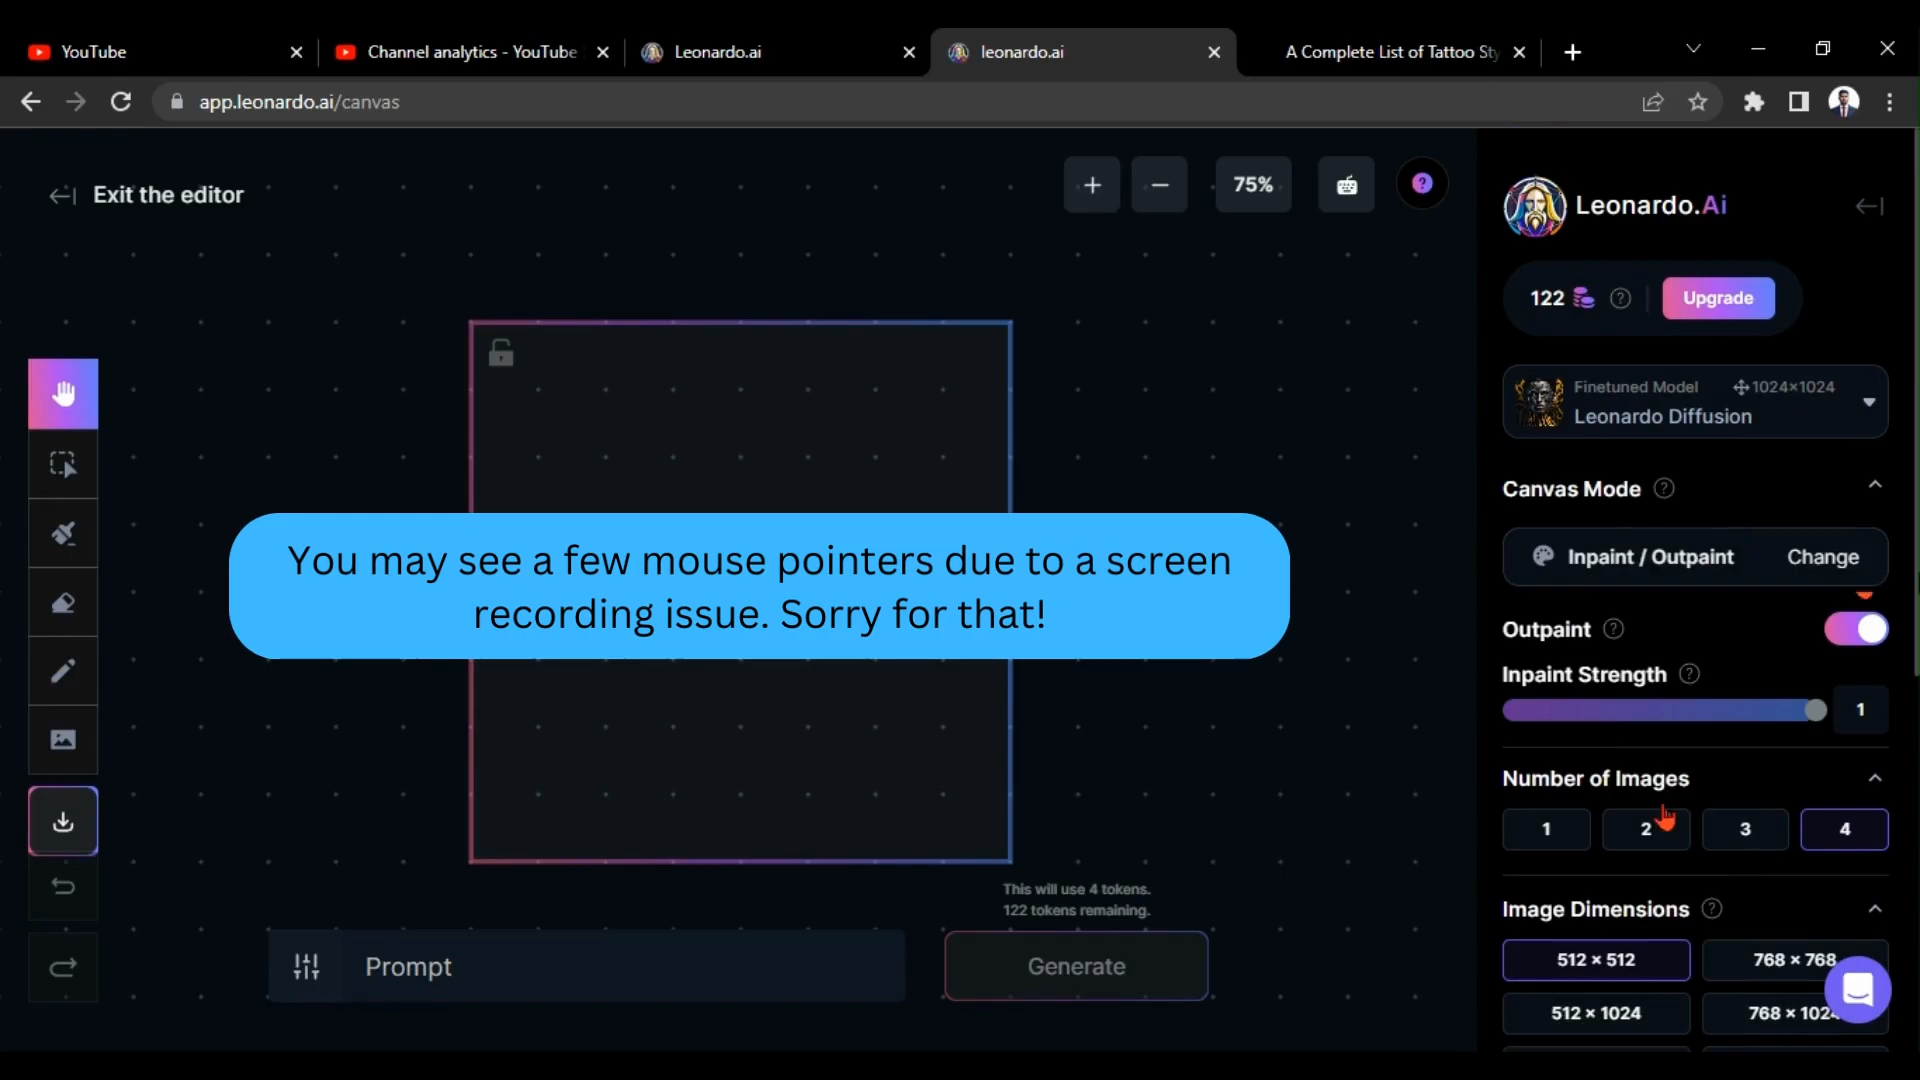 YouTube
Channel analytics - YouTube
Leonardo.ai
leonardo.ai
A Complete List of Tattoo Sty
app.leonardo.ai/canvas
Exit the editor
75%
Leonardo.Ai
122
Upgrade
Finetuned Model
1024×1024
Leonardo Diffusion
Canvas Mode
Inpaint / Outpaint
Change
You may see a few mouse pointers due to a screen
recording issue. Sorry for that!
Outpaint
Inpaint Strength
1
Number of Images
1
2
3
4
This will use 4 tokens.
122 tokens remaining.
Image Dimensions
512 × 512
768 × 768
512 × 1024
768 × 1024
Prompt
Generate